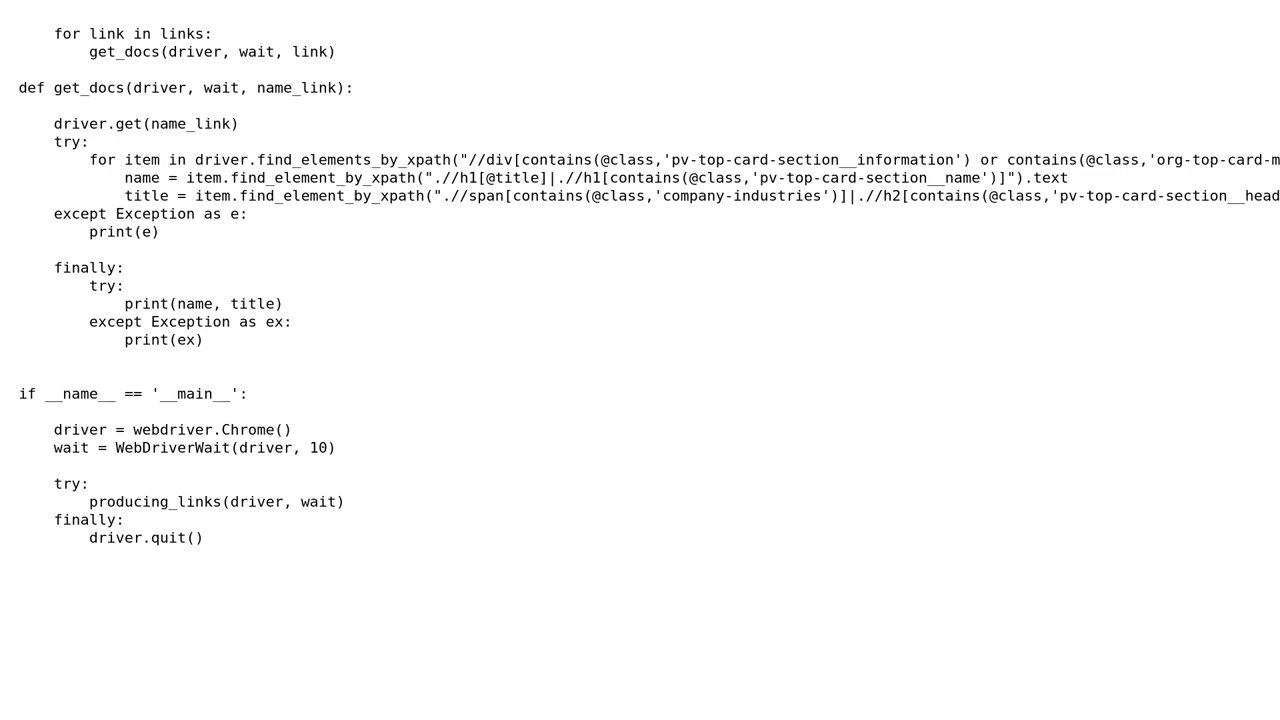 for link in links:
        get_docs(driver, wait, link)

def get_docs(driver, wait, name_link):

    driver.get(name_link)
    try:
        for item in driver.find_elements_by_xpath("//div[contains(@class,'pv-top-card-section__information') or contains(@class,'org-top-card-m
            name = item.find_element_by_xpath(".//h1[@title]|.//h1[contains(@class,'pv-top-card-section__name')]").text
            title = item.find_element_by_xpath(".//span[contains(@class,'company-industries')]|.//h2[contains(@class,'pv-top-card-section__head
    except Exception as e:
        print(e)

    finally:
        try:
            print(name, title)
        except Exception as ex:
            print(ex)


if __name__ == '__main__':

    driver = webdriver.Chrome()
    wait = WebDriverWait(driver, 10)

    try:
        producing_links(driver, wait)
    finally:
        driver.quit()